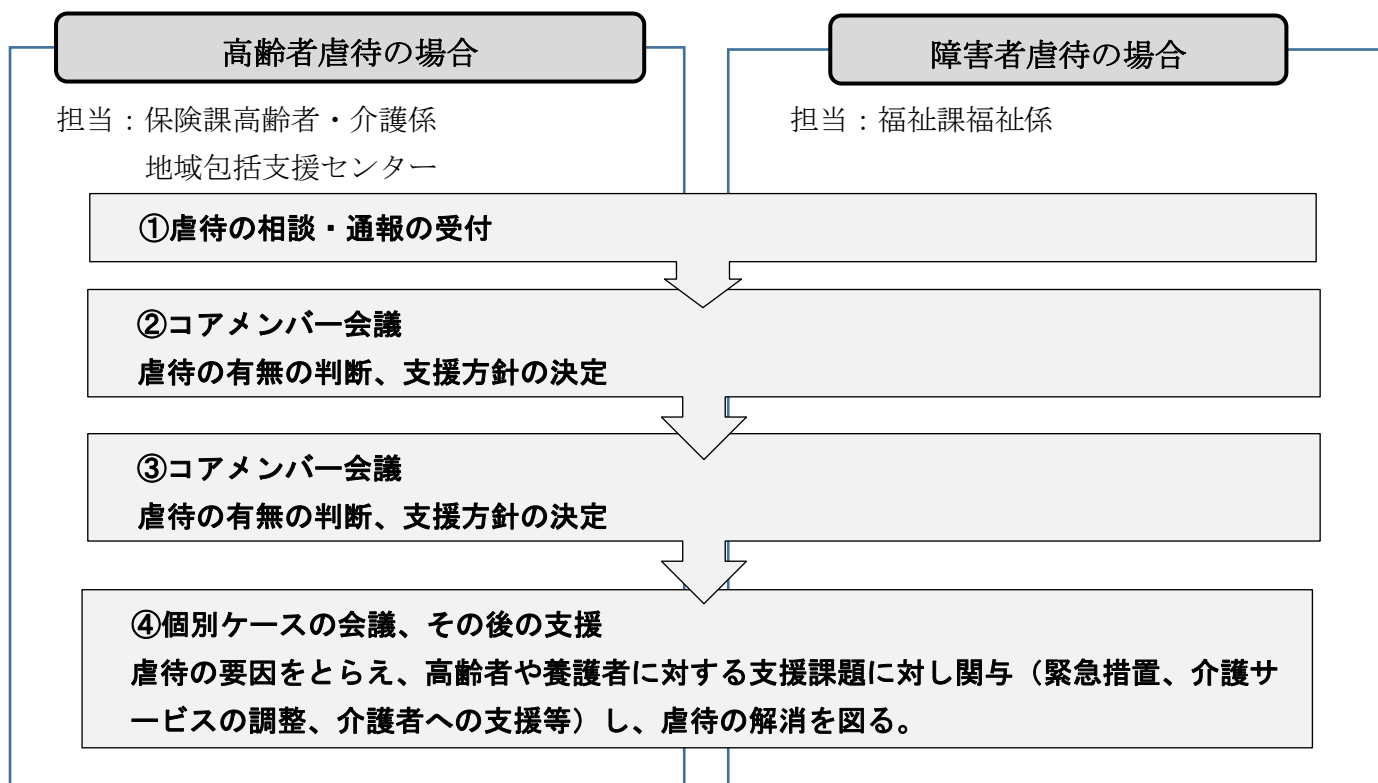 高齢者虐待の場合
担当：保険課高齢者・介護係
地域包括支援センター
障害者虐待の場合
担当：福祉課福祉係
①虐待の相談・通報の受付
②コアメンバー会議
虐待の有無の判断、支援方針の決定
③コアメンバー会議
虐待の有無の判断、支援方針の決定
④個別ケースの会議、その後の支援
虐待の要因をとらえ、高齢者や養護者に対する支援課題に対し関与（緊急措置、介護サ
ービスの調整、介護者への支援等）し、虐待の解消を図る。